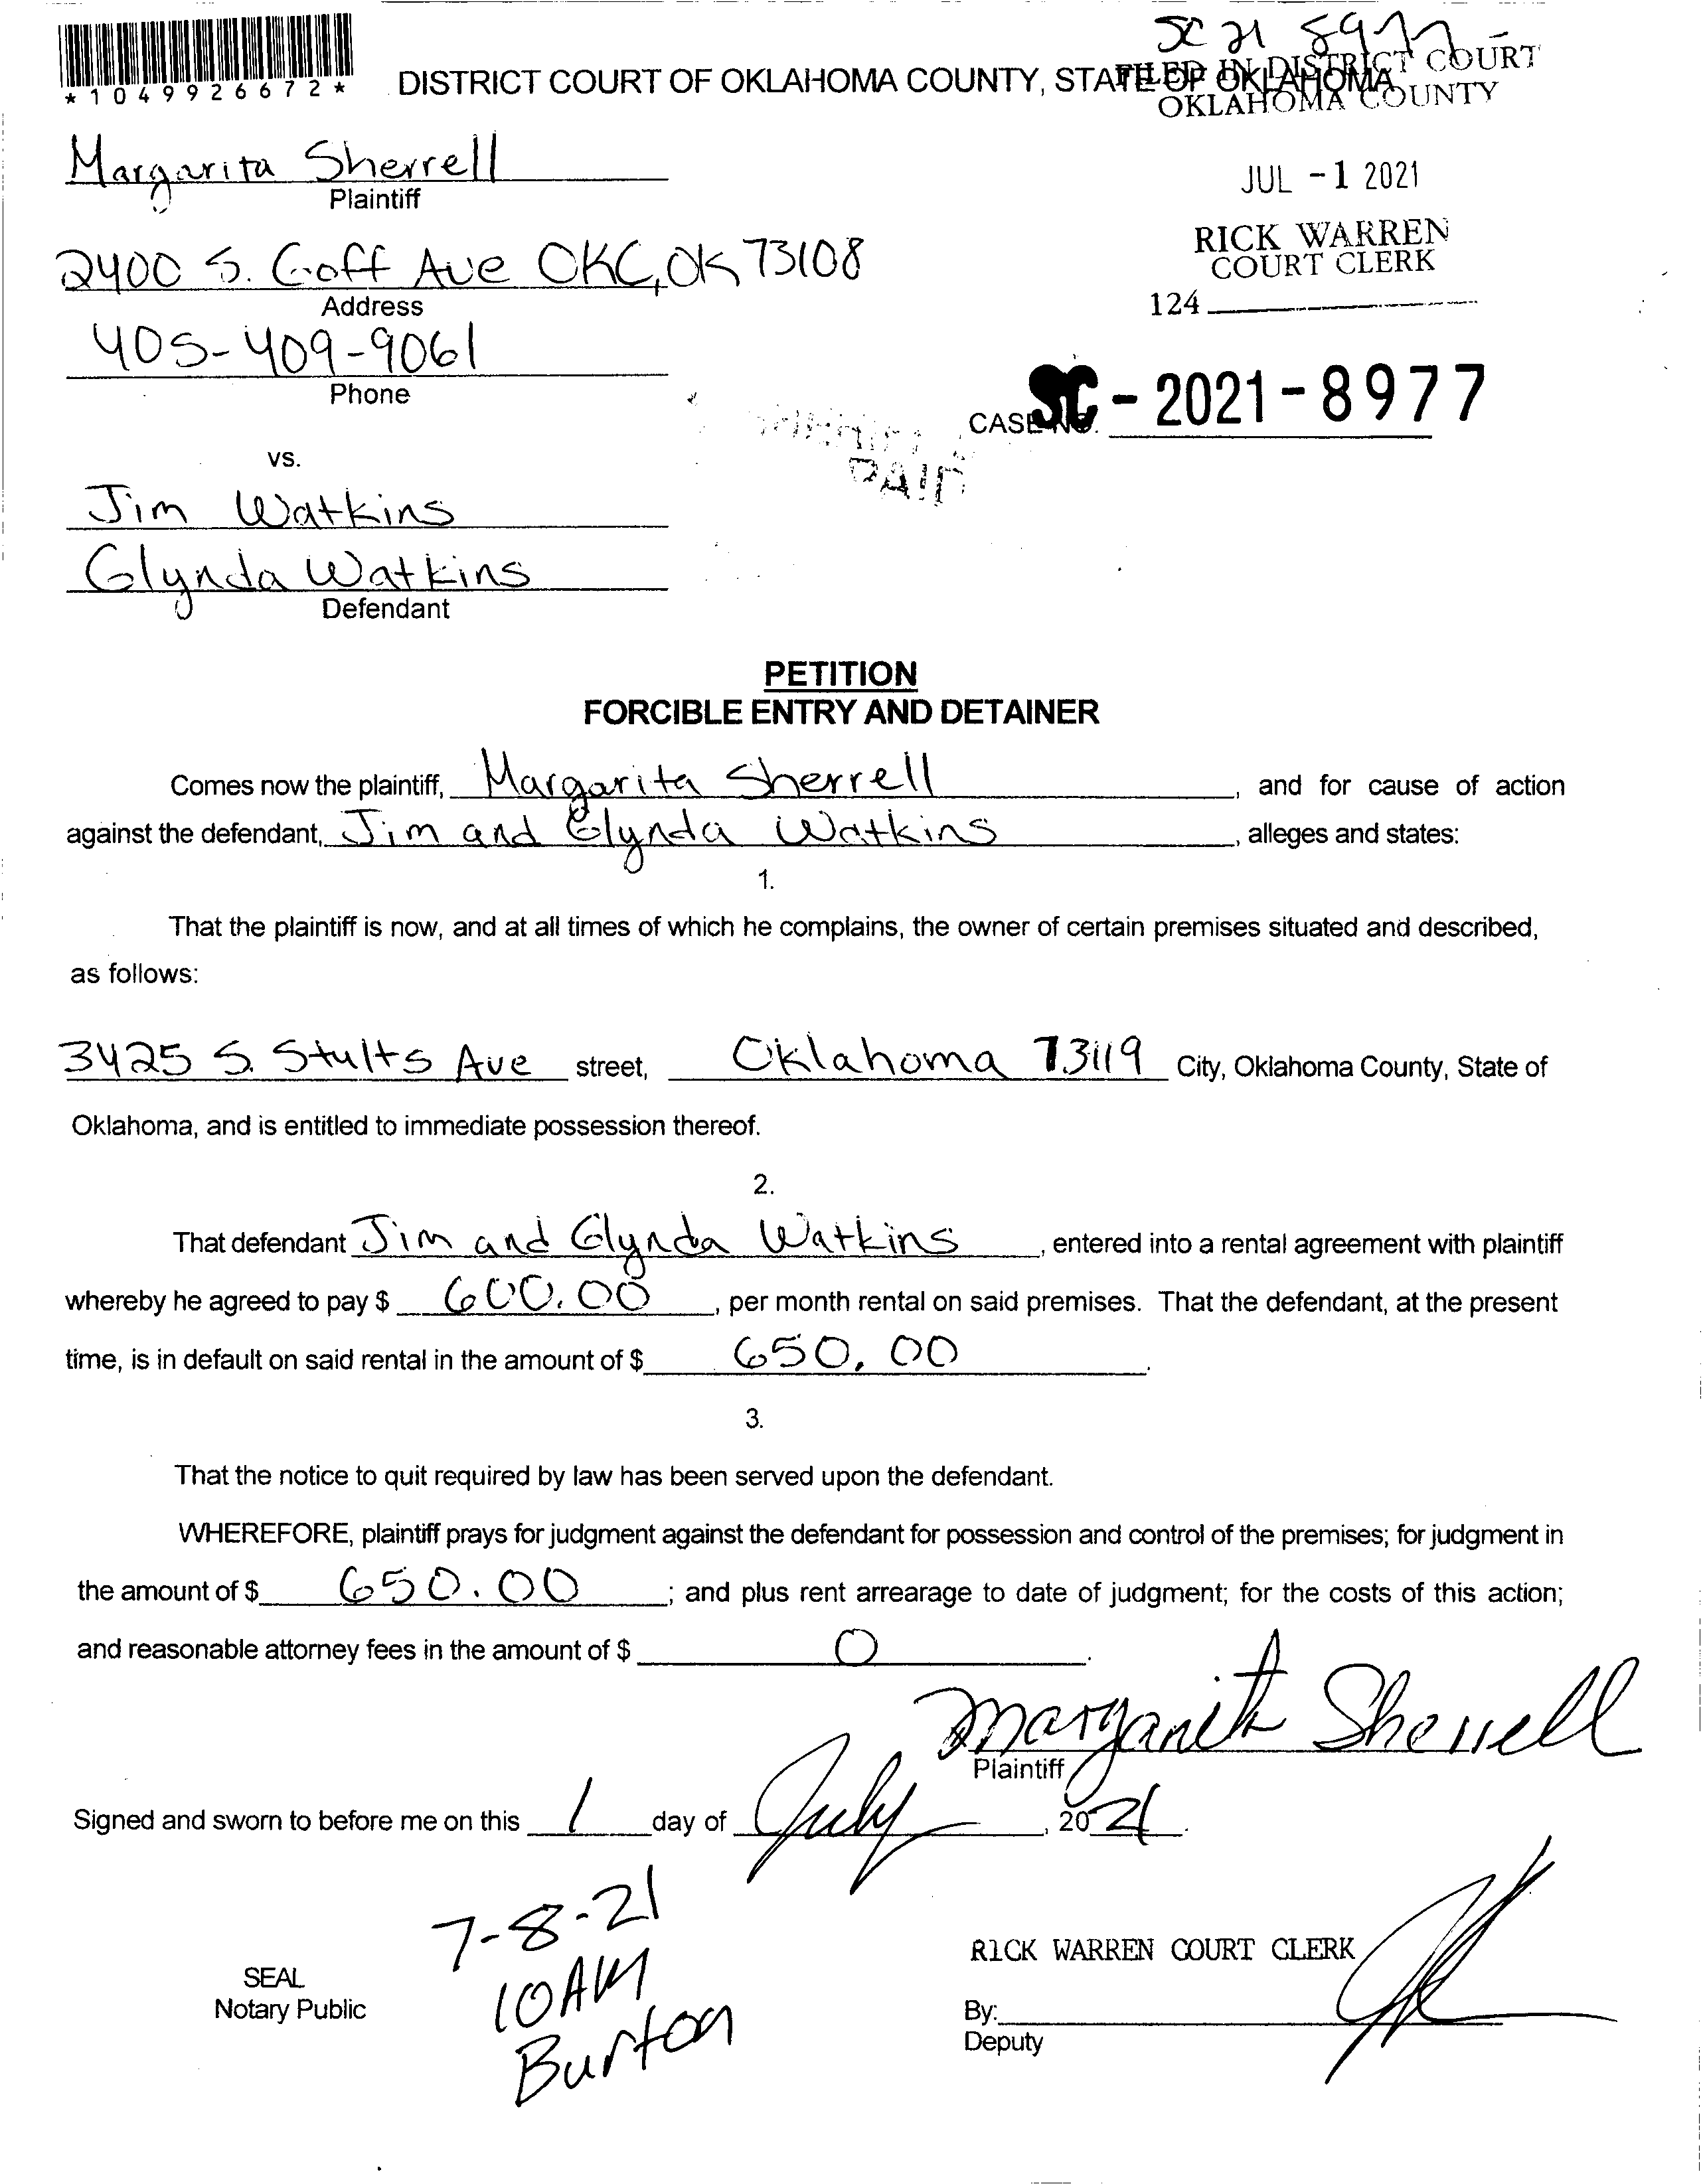 SC 21 8977
*1049926672*
DISTRICT COURT OF OKLAHOMA COUNTY, STATE OF OKLAHOMA
FILED IN DISTRICT COURT
OKLAHOMA COUNTY
Margarita Sherrell
Plaintiff
JUL -1 2021
RICK WARREN
COURT CLERK
124
2400 S. Goff Ave OKC, OK 73108
Address
405-409-9061
Phone
CASE NO. SC - 2021 - 8977
PAID
vs.
Jim Watkins
Glynda Watkins
Defendant
PETITION
FORCIBLE ENTRY AND DETAINER
Comes now the plaintiff, Margarita Sherrell, and for cause of action
against the defendant, Jim and Glynda Watkins, alleges and states:
1.
That the plaintiff is now, and at all times of which he complains, the owner of certain premises situated and described,
as follows:
3425 S. Stults Ave street, Oklahoma 73119 City, Oklahoma County, State of
Oklahoma, and is entitled to immediate possession thereof.
2.
That defendant Jim and Glynda Watkins, entered into a rental agreement with plaintiff
whereby he agreed to pay $ 600.00, per month rental on said premises. That the defendant, at the present
time, is in default on said rental in the amount of $ 650.00.
3.
That the notice to quit required by law has been served upon the defendant.
WHEREFORE, plaintiff prays for judgment against the defendant for possession and control of the premises; for judgment in
the amount of $ 650.00; and plus rent arrearage to date of judgment; for the costs of this action;
and reasonable attorney fees in the amount of $ 0.
Margarita Sherrell
Plaintiff
Signed and sworn to before me on this 1 day of July, 2021.
7-8-21
10AM
Burton
SEAL
Notary Public
RICK WARREN COURT CLERK
By:
Deputy